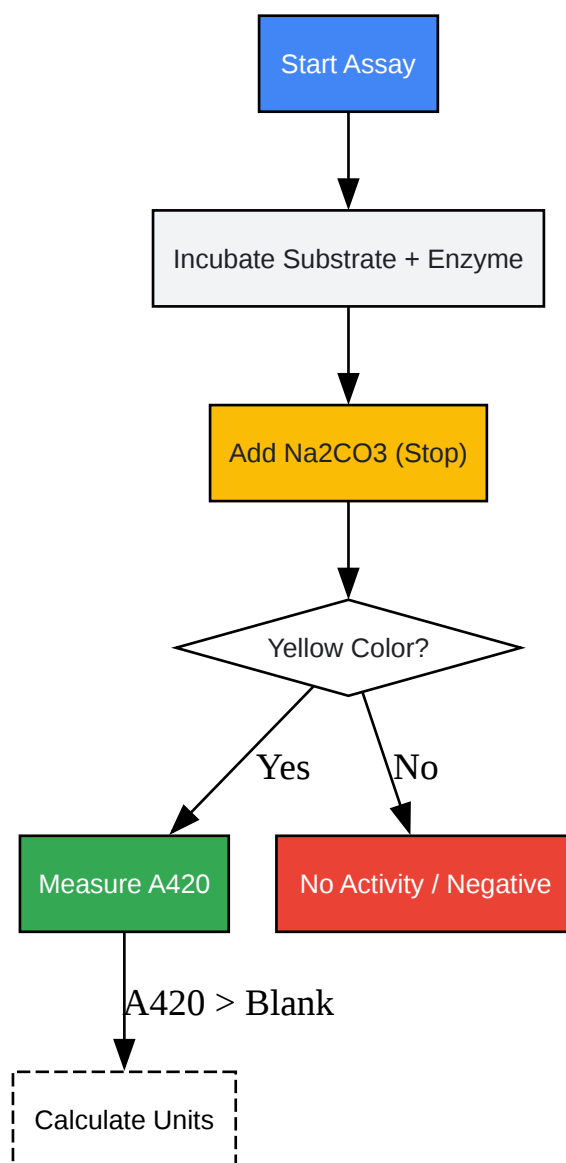 Start Assay
Incubate Substrate + Enzyme
Add Na2CO3 (Stop)
Yellow Color?
Yes
No
Measure A420
No Activity / Negative
A420 > Blank
Calculate Units